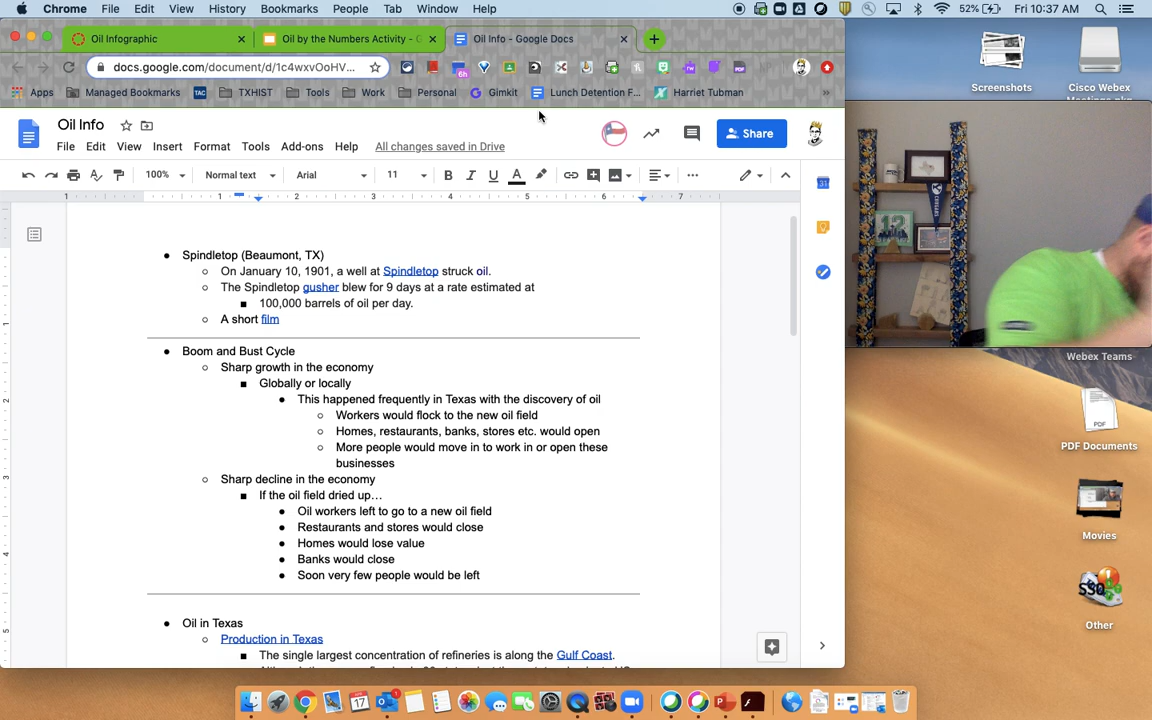 Chrome File Edit View History Bookmarks People Tab Window Help 52% Fri 10:37 AM
Oil Infographic Oil by the Numbers Activity - G Oil Info - Google Docs
docs.google.com/document/d/1c4wxvJoHV... 6h
Apps Managed Bookmarks TAC TXHIST Tools Work Personal Gimkit Lunch Detention F... Harriet Tubman
Screenshots
Cisco Webex
Oil Info
File Edit View Insert Format Tools Add-ons Help All changes saved in Drive
Share
100% Normal text Arial 11
Spindletop (Beaumont, TX)
On January 10, 1901, a well at Spindletop struck oil.
The Spindletop gusher blew for 9 days at a rate estimated at
100,000 barrels of oil per day.
A short film
Boom and Bust Cycle
Sharp growth in the economy
Globally or locally
This happened frequently in Texas with the discovery of oil
Workers would flock to the new oil field
Homes, restaurants, banks, stores etc. would open
More people would move in to work in or open these
businesses
Sharp decline in the economy
If the oil field dried up…
Oil workers left to go to a new oil field
Restaurants and stores would close
Homes would lose value
Banks would close
Soon very few people would be left
Oil in Texas
Production in Texas
The single largest concentration of refineries is along the Gulf Coast.
Webex Teams
PDF
PDF Documents
Movies
SSO
Other